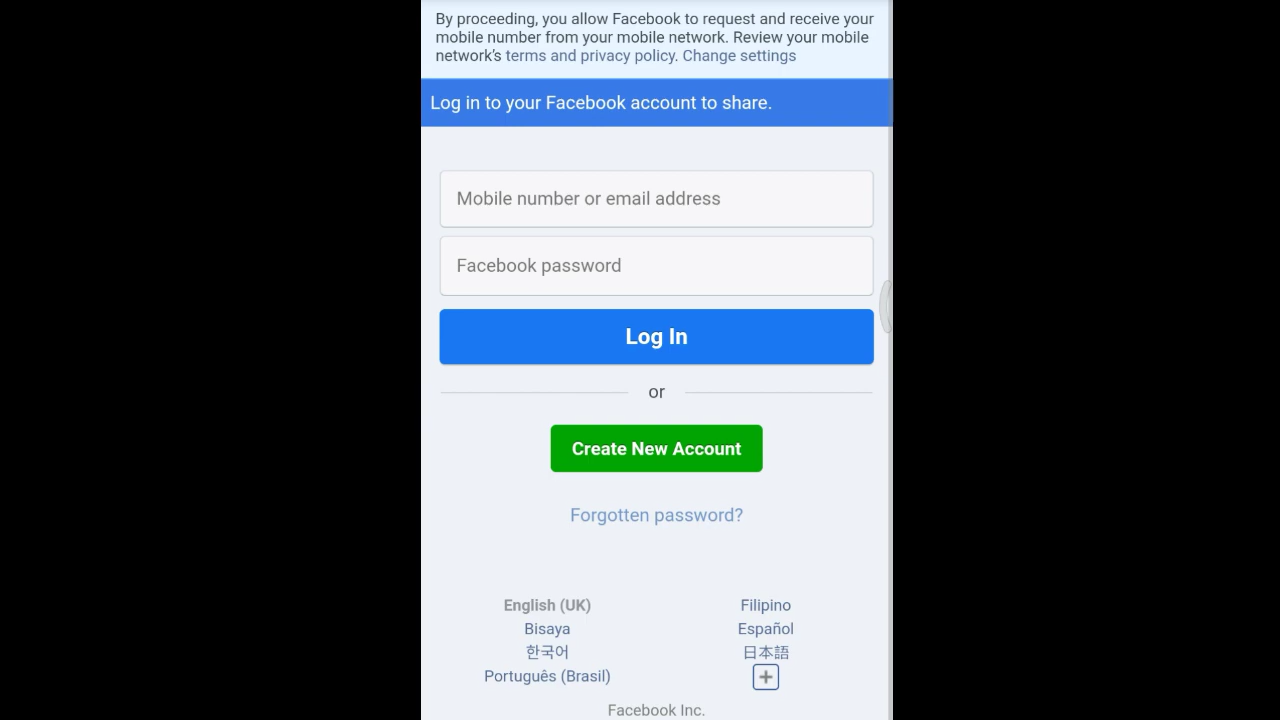 By proceeding, you allow Facebook to request and receive your
mobile number from your mobile network. Review your mobile
network's terms and privacy policy. Change settings
Log in to your Facebook account to share.
Mobile number or email address
Facebook password
Log In
or
Create New Account
Forgotten password?
English (UK) Filipino
Bisaya Español
한국어 日本語
Português (Brasil)
Facebook Inc.